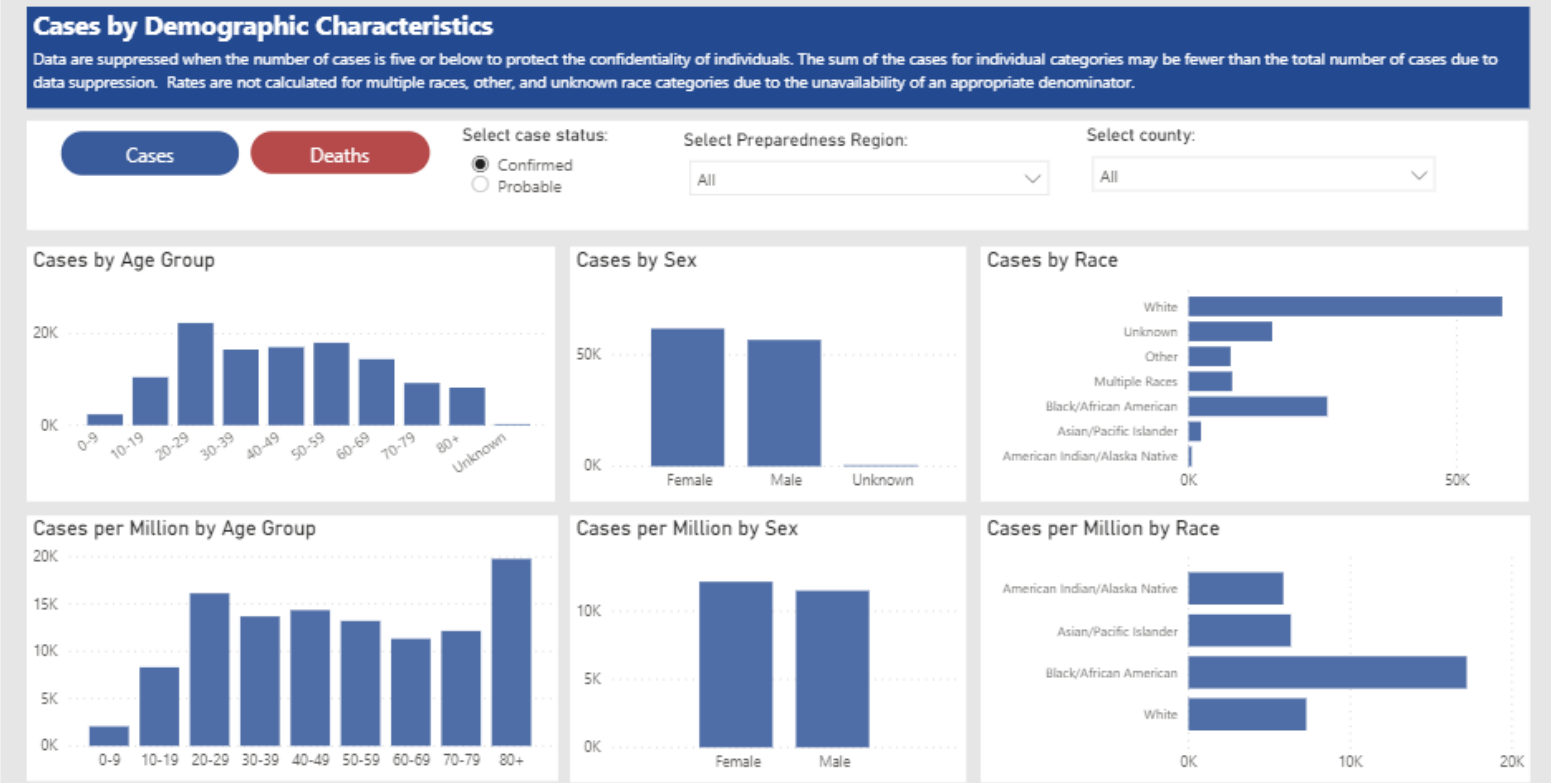 Cases by Demographic Characteristics
Data are suppressed when the number of cases is five or below to protect the confidentiality of individuals. The sum of the cases for individual categories may be fewer than the total number of cases due to
data suppression.  Rates are not calculated for multiple races, other, and unknown race categories due to the unavailability of an appropriate denominator.
Cases
Deaths
Select case status:
Confirmed
Probable
Select Preparedness Region:
All
Select county:
All
Cases by Age Group
20K
0K
0-9 10-19 20-29 30-39 40-49 50-59 60-69 70-79 80+ Unknown
Cases by Sex
50K
0K
Female Male Unknown
Cases by Race
White
Unknown
Other
Multiple Races
Black/African American
Asian/Pacific Islander
American Indian/Alaska Native
0K 50K
Cases per Million by Age Group
20K
15K
10K
5K
0K
0-9 10-19 20-29 30-39 40-49 50-59 60-69 70-79 80+
Cases per Million by Sex
10K
5K
0K
Female Male
Cases per Million by Race
American Indian/Alaska Native
Asian/Pacific Islander
Black/African American
White
0K 10K 20K